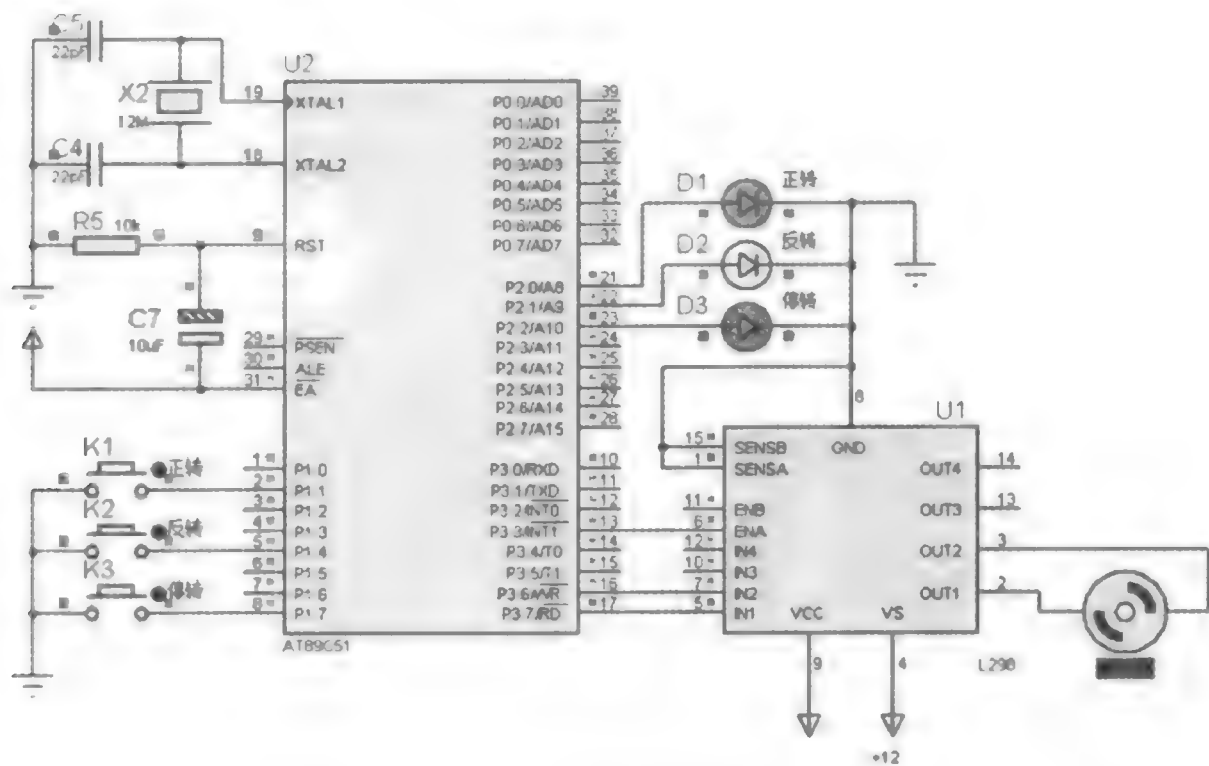 C5
22pF
X2
12M
C4
22pF
R5
10k
C7
10uF
K1
正转
K2
反转
K3
停转
U2
19
XTAL1
18
XTAL2
9
RST
29
PSEN
30
ALE
31
EA
1
P1.0
2
P1.1
3
P1.2
4
P1.3
5
P1.4
6
P1.5
7
P1.6
8
P1.7
AT89C51
P0.0/AD0
39
P0.1/AD1
38
P0.2/AD2
37
P0.3/AD3
36
P0.4/AD4
35
P0.5/AD5
34
P0.6/AD6
33
P0.7/AD7
32
P2.0/A8
21
P2.1/A9
22
P2.2/A10
23
P2.3/A11
24
P2.4/A12
25
P2.5/A13
26
P2.6/A14
27
P2.7/A15
28
P3.0/RXD
10
P3.1/TXD
11
P3.2/INT0
12
P3.3/INT1
13
P3.4/T0
14
P3.5/T1
15
P3.6/WR
16
P3.7/RD
17
D1
正转
D2
反转
D3
停转
U1
8
GND
15
SENSB
1
SENSA
11
ENB
6
ENA
12
IN4
10
IN3
7
IN2
5
IN1
OUT4
14
OUT3
13
OUT2
3
OUT1
2
VCC
VS
9
4
L298
+12